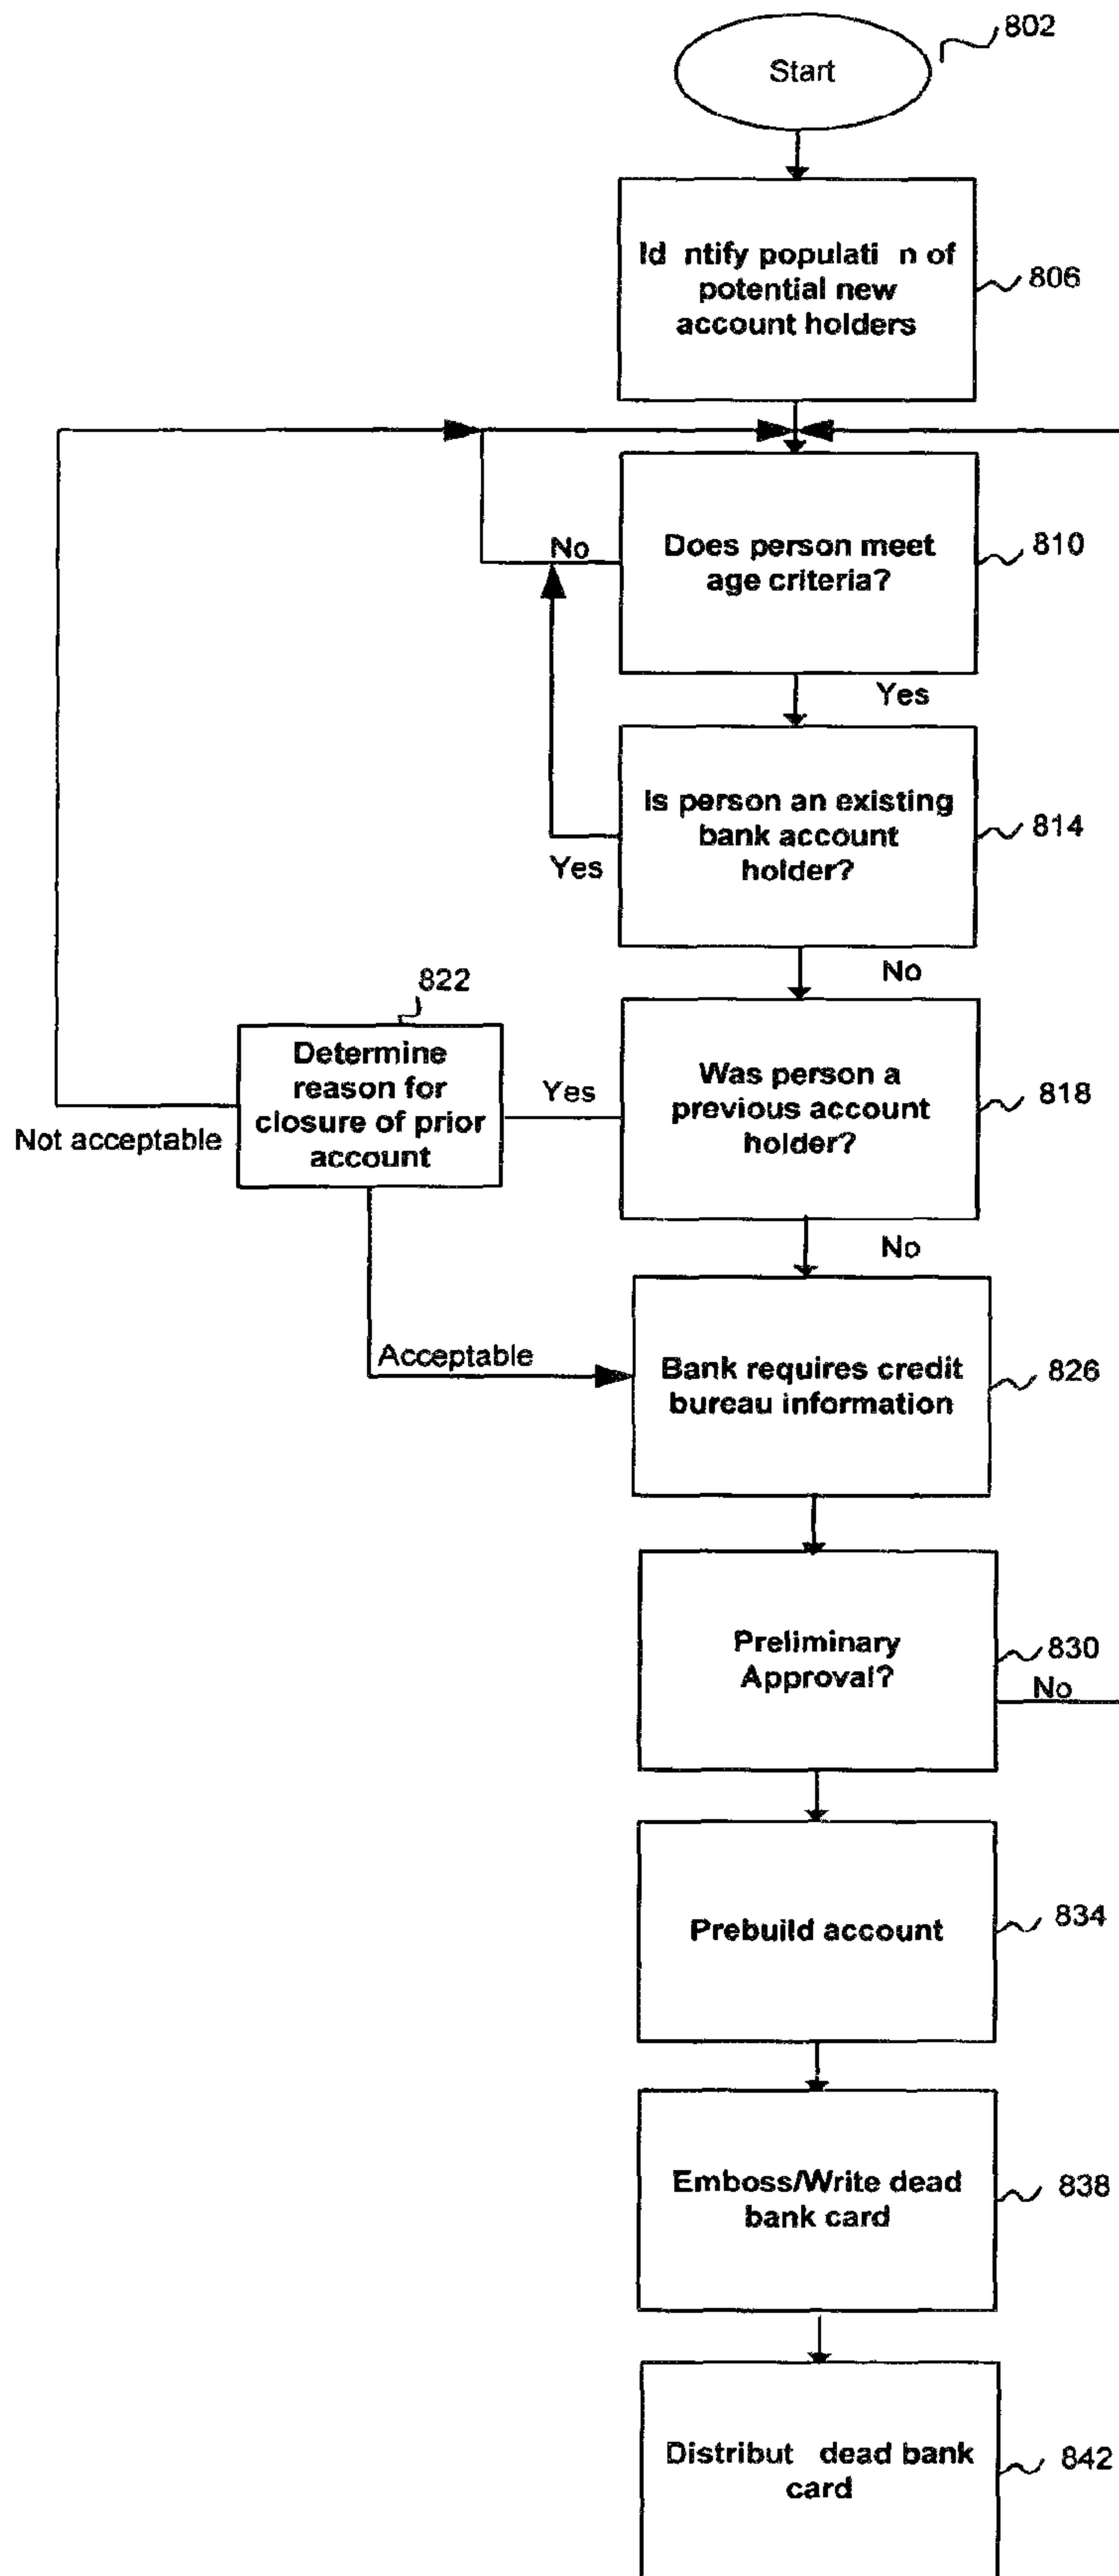 802
Start
Id ntify populati n of
potential new
account holders
806
No
Does person meet
age criteria?
810
Yes
Is person an existing
bank account
holder?
814
Yes
No
822
Determine
reason for
closure of prior
account
Yes
Was person a
previous account
holder?
818
Not acceptable
No
Acceptable
Bank requires credit
bureau information
826
Preliminary
Approval?
830
No
Prebuild account
834
Emboss/Write dead
bank card
838
Distribut dead bank
card
842